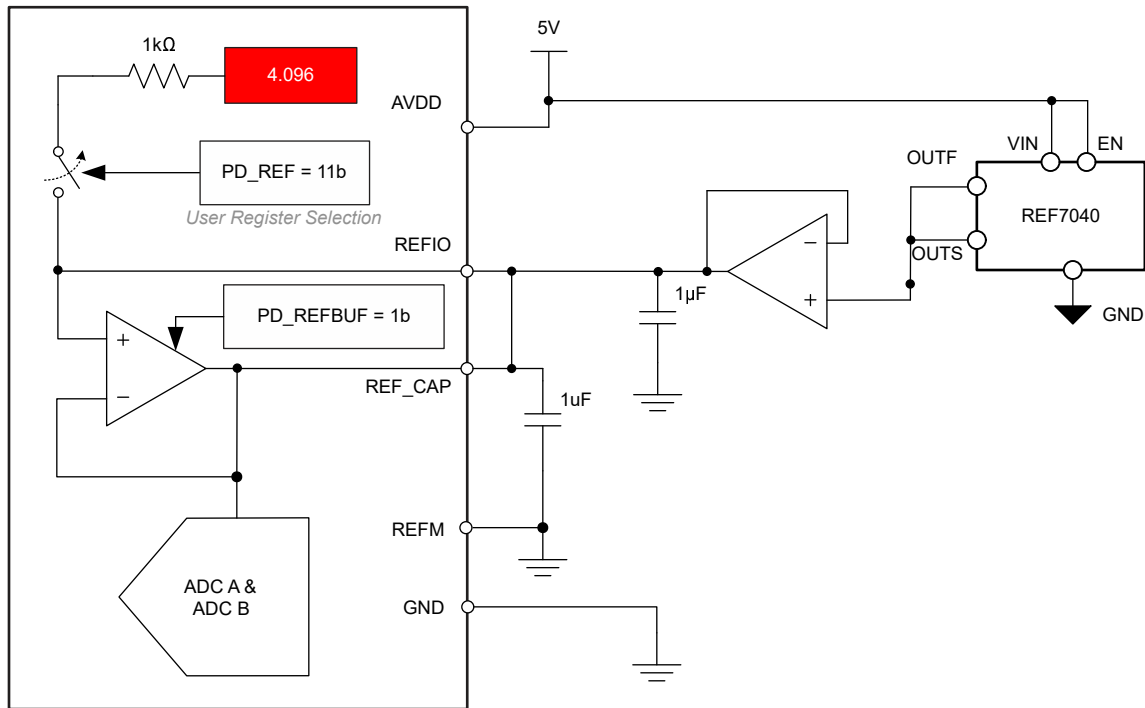 1kΩ
4.096
5V
AVDD
VIN
EN
OUTF
REF7040
PD_REF = 11b
User Register Selection
REFIO
OUTS
1µF
GND
−
+
PD_REFBUF = 1b
+
−
REF_CAP
1uF
REFM
ADC A &
ADC B
GND